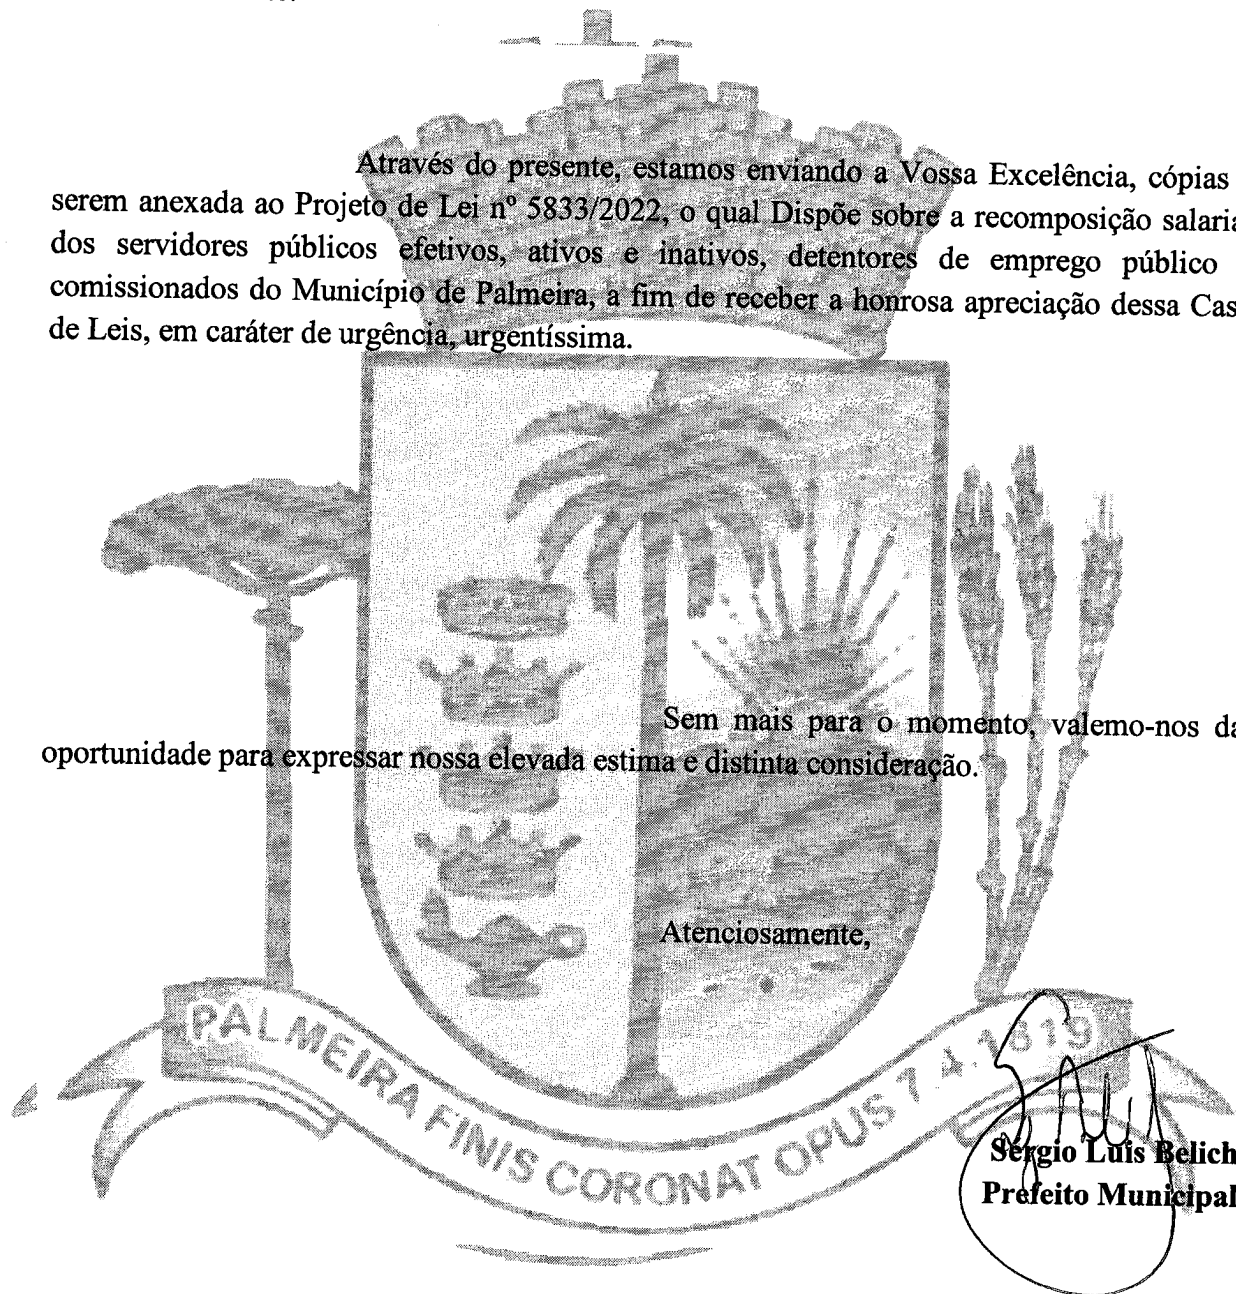 Através do presente, estamos enviando a Vossa Excelência, cópias
serem anexada ao Projeto de Lei nº 5833/2022, o qual Dispõe sobre a recomposição salaria
dos servidores públicos efetivos, ativos e inativos, detentores de emprego público
comissionados do Município de Palmeira, a fim de receber a honrosa apreciação dessa Cas
de Leis, em caráter de urgência, urgentíssima.
Sem mais para o momento, valemo-nos da
oportunidade para expressar nossa elevada estima e distinta consideração.
Atenciosamente,
PALMEIRA FINIS CORONAT OPUS 7.4.1819
Sérgio Luis Belich
Prefeito Municipal